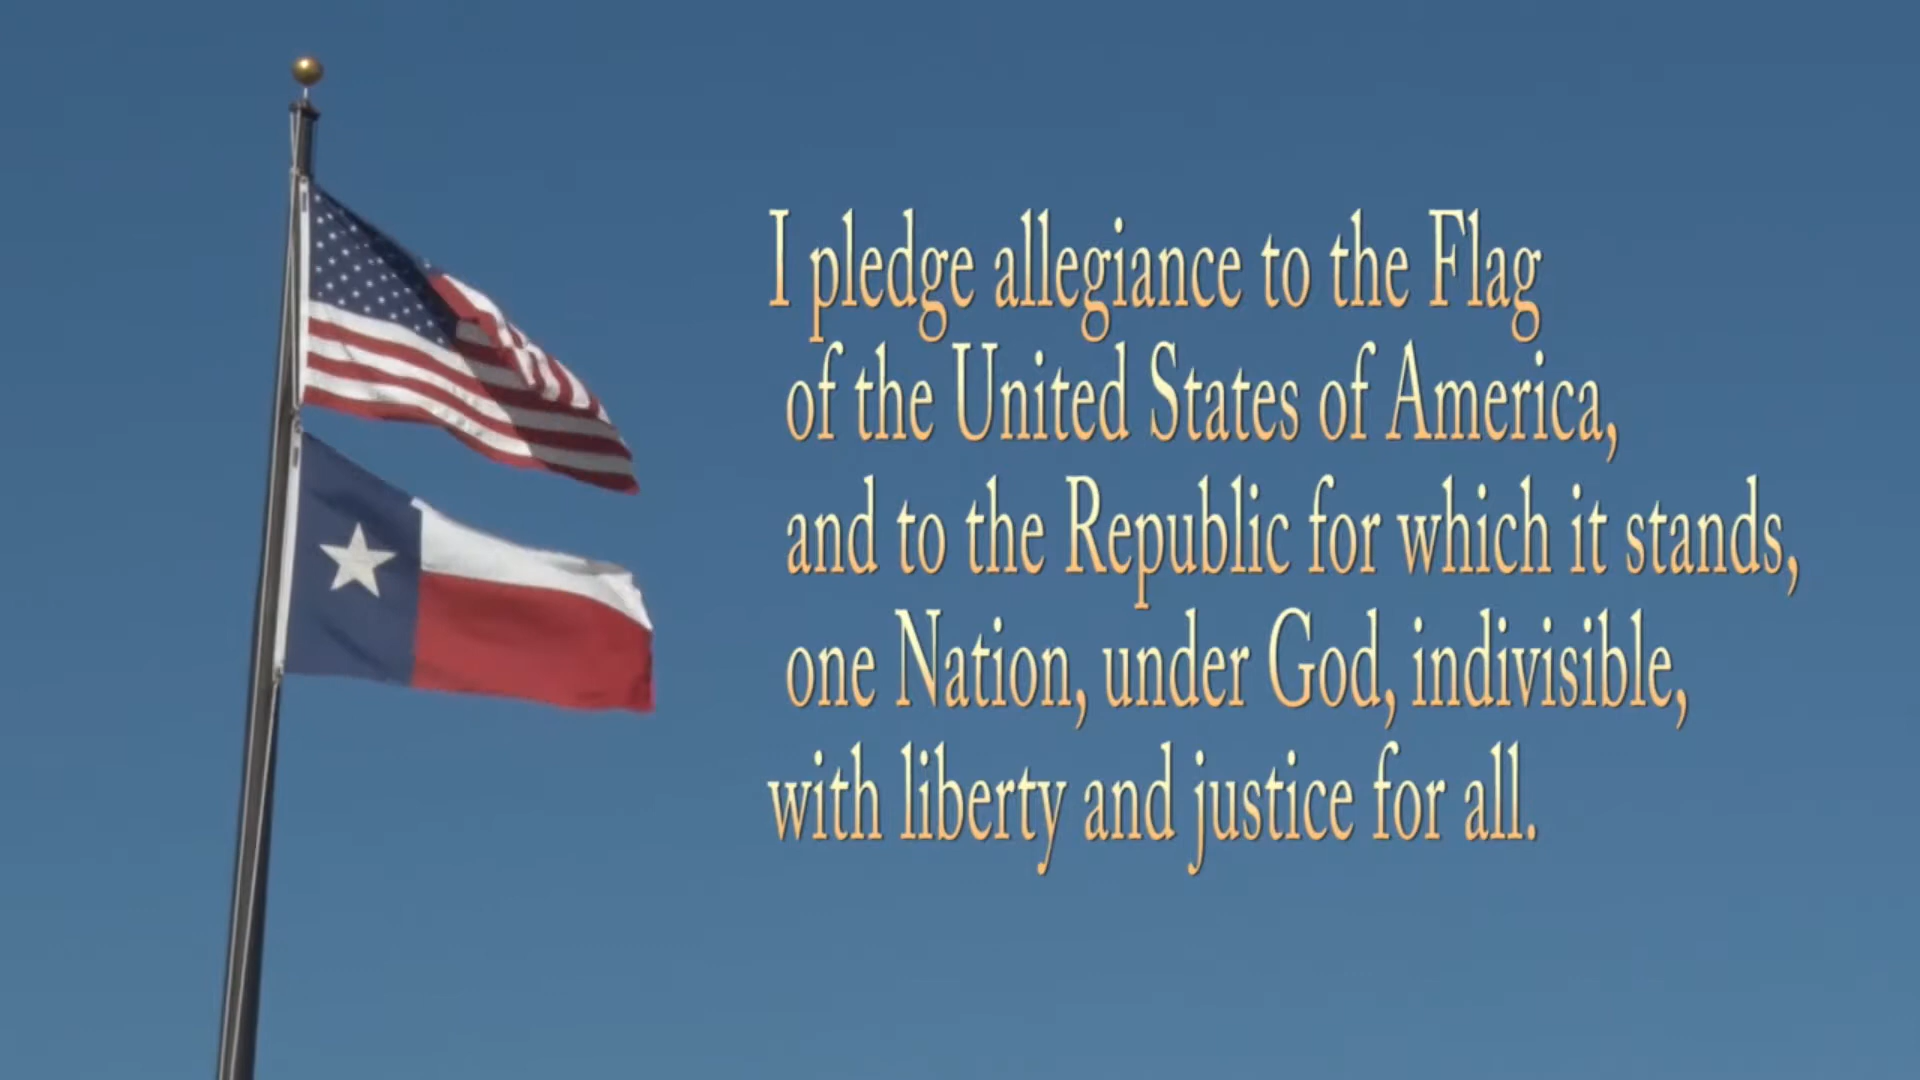 I pledge allegiance to the Flag
of the United States of America,
and to the Republic for which it stands,
one Nation, under God, indivisible,
with liberty and justice for all.